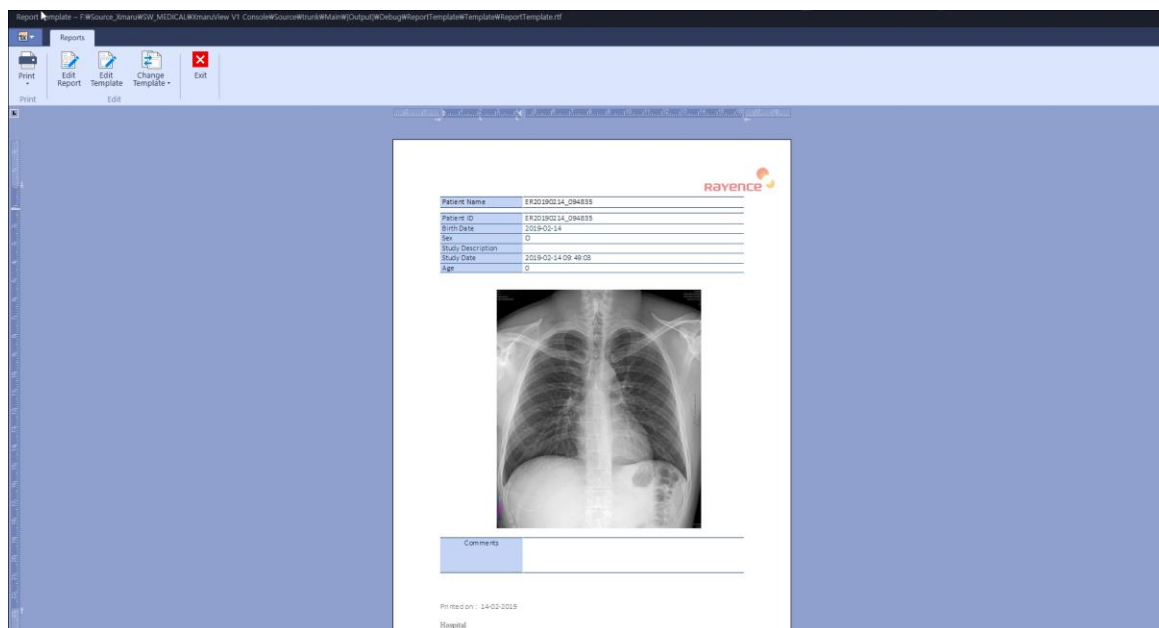 Report Template – F:₩Source_Xmaru₩SW_MEDICAL₩XmaruView V1 Console₩Source₩trunk₩Main₩[Output]₩Debug₩ReportTemplate₩Template₩ReportTemplate.rtf
Reports
Print
Edit Report
Edit Template
Change Template
Exit
Print
Edit
Rayence
Patient Name ER20190214_094835
Patient ID ER20190214_094835
Birth Date 2019-02-14
Sex O
Study Description
Study Date 2019-02-14 09:49:03
Age 0
Comments
Printed on : 14-02-2019
Hospital